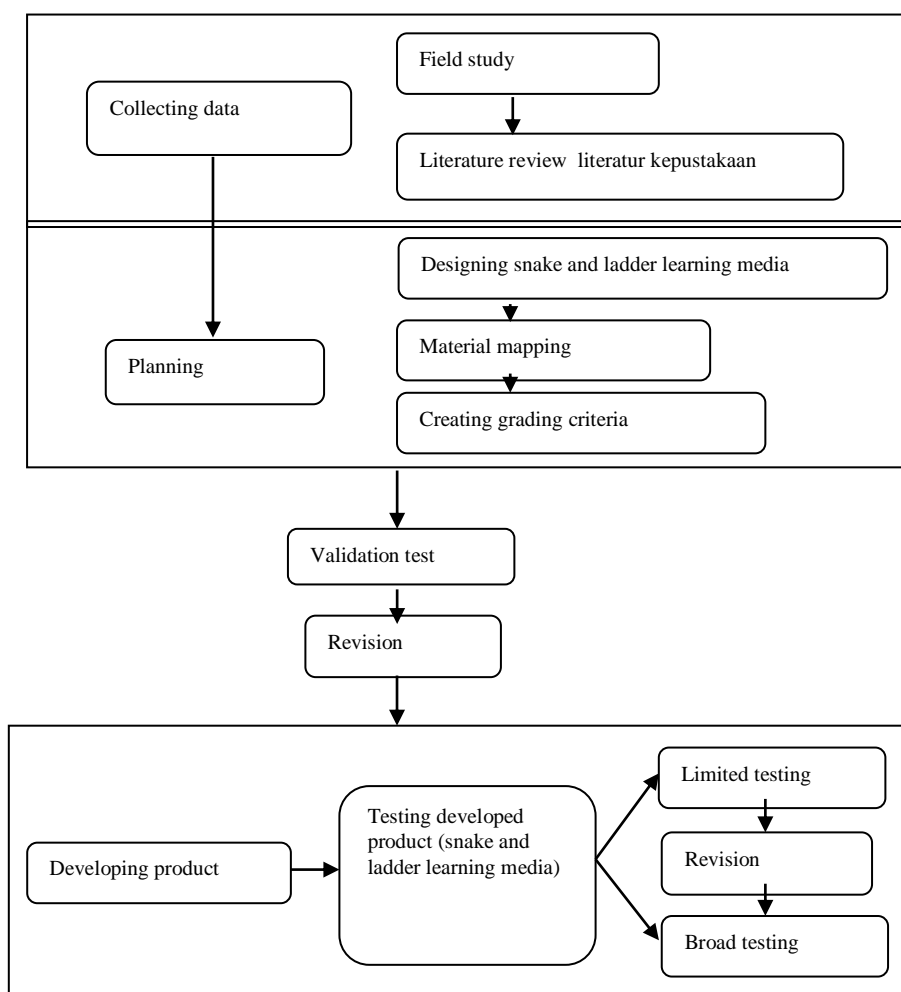 Field study
Collecting data
Literature review  literatur kepustakaan
Designing snake and ladder learning media
Material mapping
Planning
Creating grading criteria
Validation test
Revision
Limited testing
Testing developed
product (snake and
ladder learning media)
Developing product
Revision
Broad testing